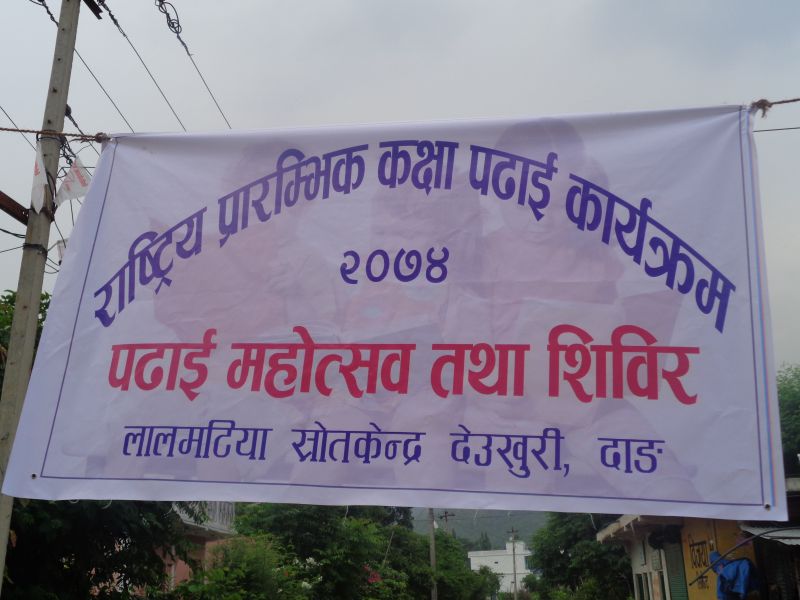 राष्ट्रिय प्रारम्भिक कक्षा पढाई कार्यक्रम
२०७४
पढाई महोत्सव तथा शिविर
लालमटिया स्रोतकेन्द्र देउखुरी, दाङ